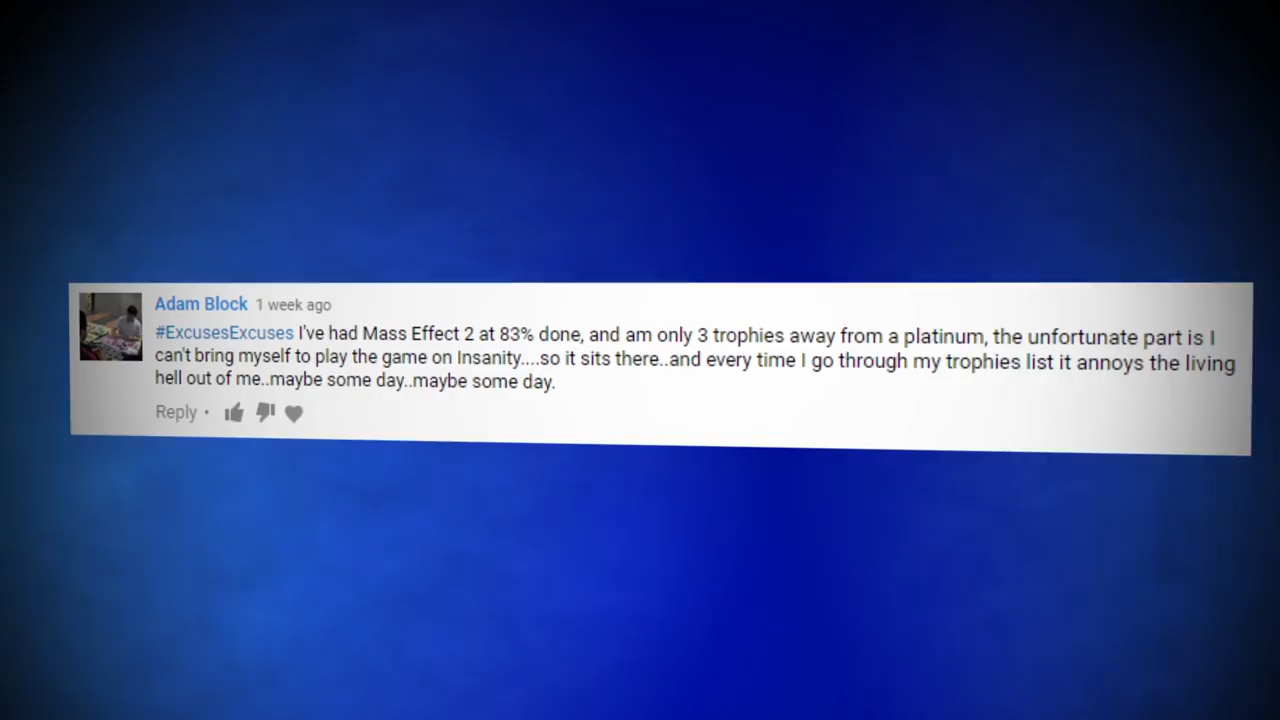 Adam Block 1 week ago
#ExcusesExcuses I've had Mass Effect 2 at 83% done, and am only 3 trophies away from a platinum, the unfortunate part is I
can't bring myself to play the game on Insanity....so it sits there..and every time I go through my trophies list it annoys the living
hell out of me..maybe some day..maybe some day.
Reply •